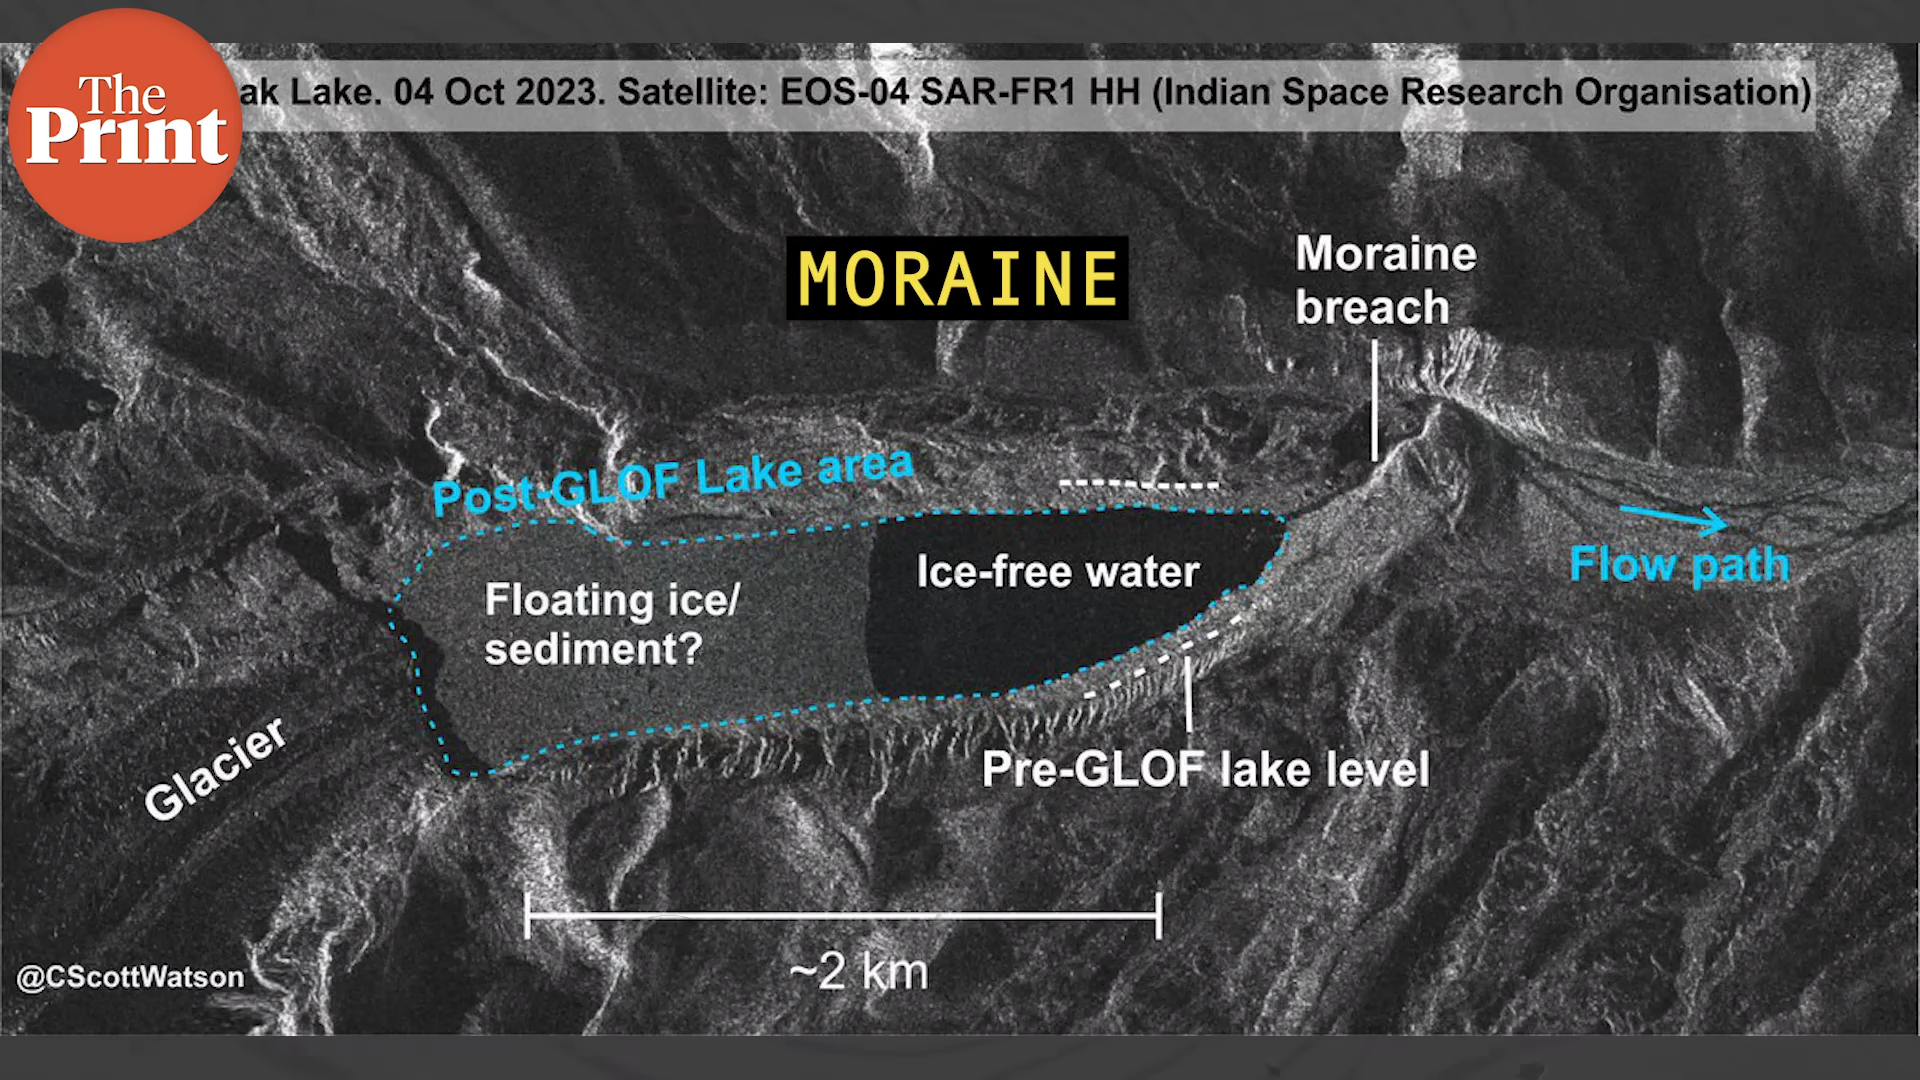 The
Print
ak Lake. 04 Oct 2023. Satellite: EOS-04 SAR-FR1 HH (Indian Space Research Organisation)
MORAINE
Moraine
breach
Post-GLOF Lake area
Ice-free water
Flow path
Floating ice/
sediment?
Glacier
Pre-GLOF lake level
~2 km
@CScottWatson